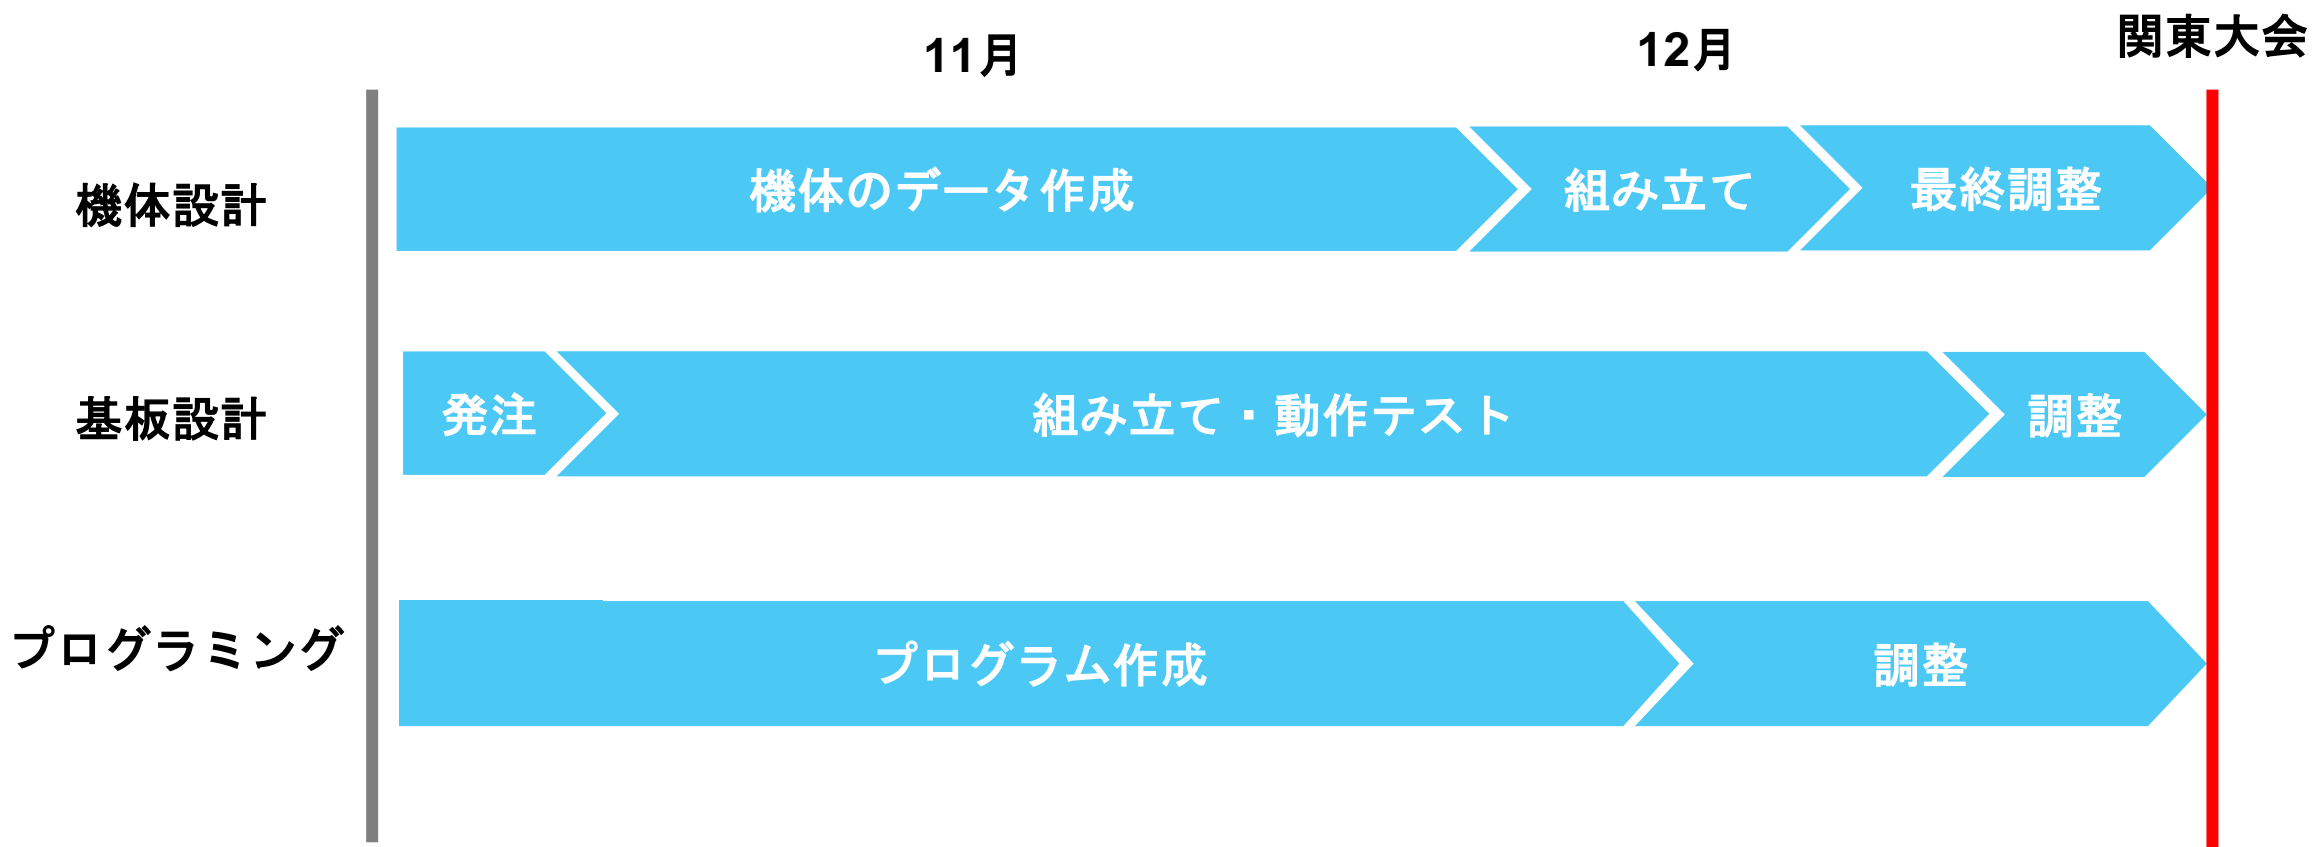 11月
12月
関東大会
機体設計
機体のデータ作成
組み立て
最終調整
基板設計
発注
組み立て・動作テスト
調整
プログラミング
プログラム作成
調整